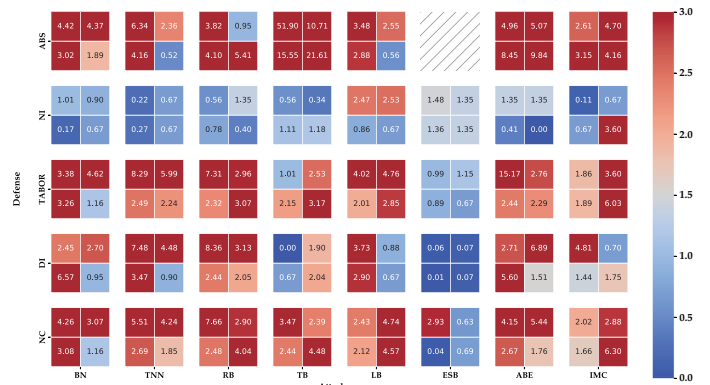 4.42 4.37 6.34 2.36 3.82 0.95 51.90 10.71 3.48 2.55 4.96 5.07 2.61 4.70
3.02 1.89 4.16 0.52 4.10 5.41 15.55 21.61 2.88 0.56 8.45 9.84 3.15 4.16
ABS
1.01 0.90 0.22 0.67 0.56 1.35 0.56 0.34 2.47 2.53 1.48 1.35 1.35 1.35 0.11 0.67
0.17 0.67 0.27 0.67 0.78 0.40 1.11 1.18 0.86 0.67 1.36 1.35 0.41 0.00 0.67 3.60
NI
3.38 4.62 8.29 5.99 7.31 2.96 1.01 2.53 4.02 4.76 0.99 1.15 15.17 2.76 1.86 3.60
3.26 1.16 2.49 2.24 2.32 3.07 2.15 3.17 2.01 2.85 0.89 0.67 2.44 2.29 1.89 6.03
TABOR
Defense
2.45 2.70 7.48 4.48 8.36 3.13 0.00 1.90 3.73 0.88 0.06 0.07 2.71 6.89 4.81 0.70
6.57 0.95 3.47 0.90 2.44 2.05 0.67 2.04 2.90 0.67 0.01 0.07 5.60 1.51 1.44 1.75
DI
4.26 3.07 5.51 4.24 7.66 2.90 3.47 2.39 2.43 4.74 2.93 0.63 4.15 5.44 2.02 2.88
3.08 1.16 2.69 1.85 2.48 4.04 2.44 4.48 2.12 4.57 0.04 0.69 2.67 1.76 1.66 6.30
NC
BN TNN RB TB LB ESB ABE IMC
3.0
2.5
2.0
1.5
1.0
0.5
0.0